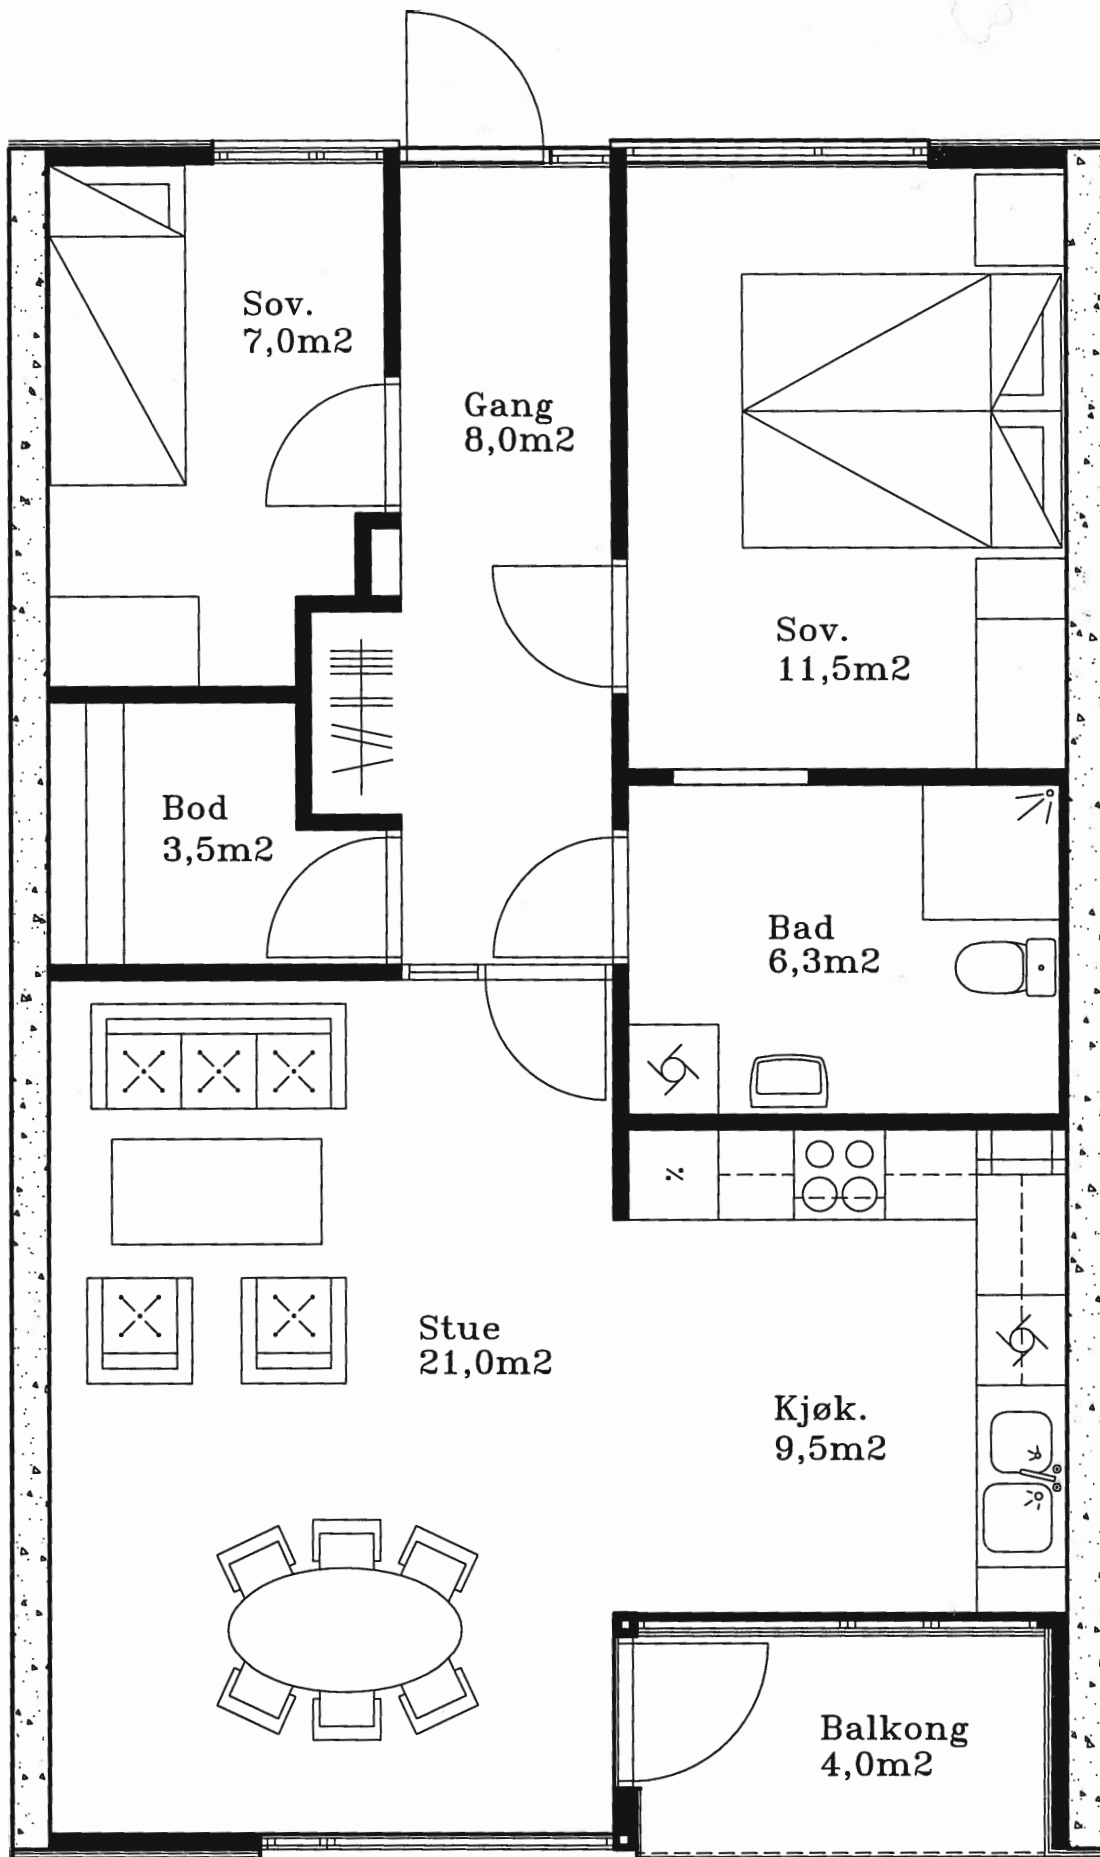 Sov.
7,0m2
Gang
8,0m2
Sov.
11,5m2
Bod
3,5m2
Bad
6,3m2
%
Stue
21,0m2
Kjøk.
9,5m2
Balkong
4,0m2